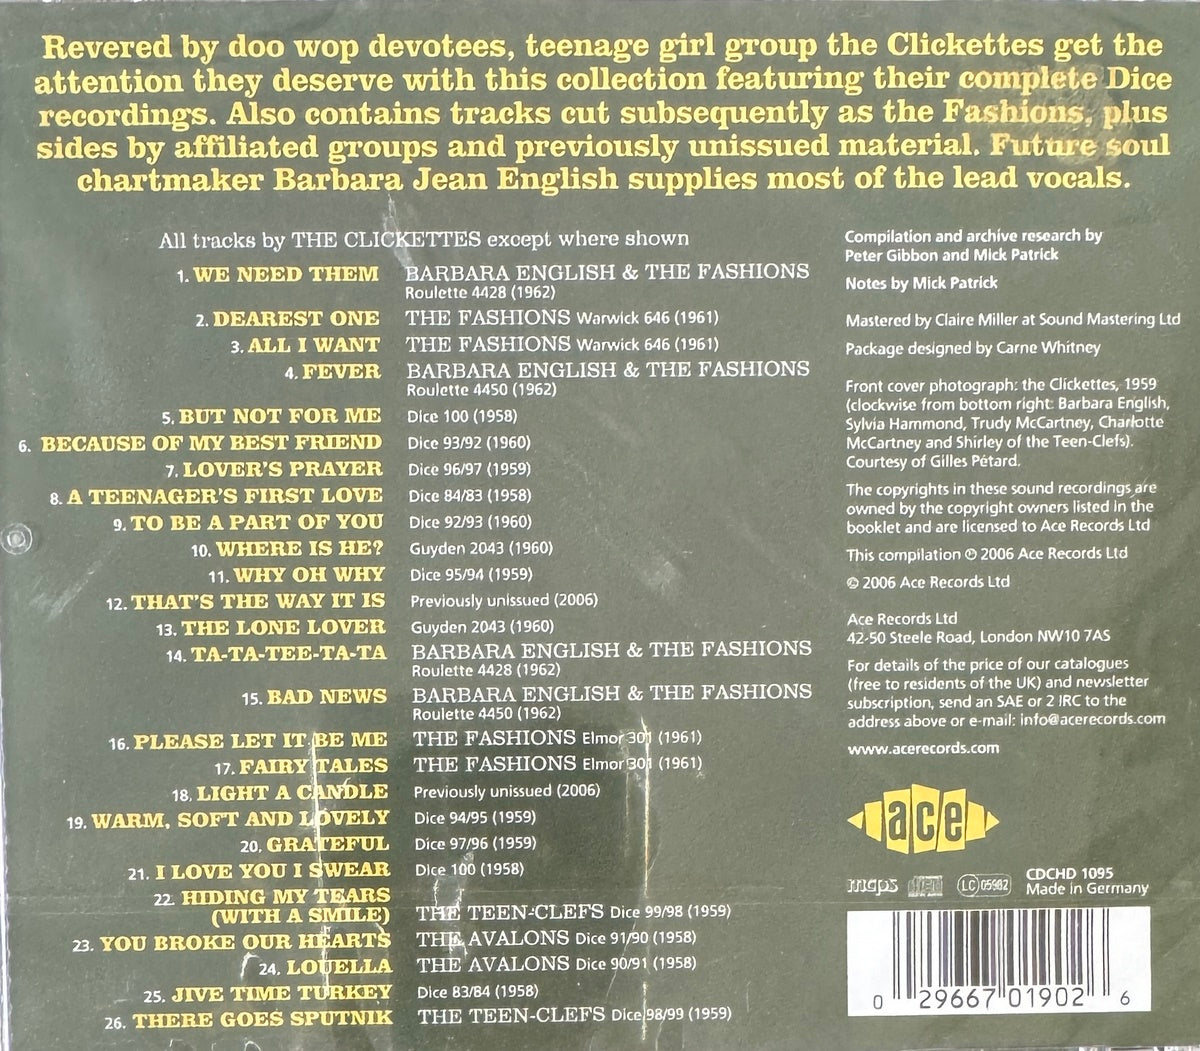 Revered by doo wop devotees, teenage girl group the Clickettes get the
attention they deserve with this collection featuring their complete Dice
recordings. Also contains tracks cut subsequently as the Fashions, plus
sides by affiliated groups and previously unissued material. Future soul
chartmaker Barbara Jean English supplies most of the lead vocals.
All tracks by THE CLICKETTES except where shown
1. WE NEED THEM BARBARA ENGLISH & THE FASHIONS
Roulette 4428 (1962)
2. DEAREST ONE THE FASHIONS Warwick 646 (1961)
3. ALL I WANT THE FASHIONS Warwick 646 (1961)
4. FEVER BARBARA ENGLISH & THE FASHIONS
Roulette 4450 (1962)
5. BUT NOT FOR ME Dice 100 (1958)
6. BECAUSE OF MY BEST FRIEND Dice 93/92 (1960)
7. LOVER'S PRAYER Dice 96/97 (1959)
8. A TEENAGER'S FIRST LOVE Dice 84/83 (1958)
9. TO BE A PART OF YOU Dice 92/93 (1960)
10. WHERE IS HE? Guyden 2043 (1960)
11. WHY OH WHY Dice 95/94 (1959)
12. THAT'S THE WAY IT IS Previously unissued (2006)
13. THE LONE LOVER Guyden 2043 (1960)
14. TA-TA-TEE-TA-TA BARBARA ENGLISH & THE FASHIONS
Roulette 4428 (1962)
15. BAD NEWS BARBARA ENGLISH & THE FASHIONS
Roulette 4450 (1962)
16. PLEASE LET IT BE ME THE FASHIONS Elmor 301 (1961)
17. FAIRY TALES THE FASHIONS Elmor 301 (1961)
18. LIGHT A CANDLE Previously unissued (2006)
19. WARM, SOFT AND LOVELY Dice 94/95 (1959)
20. GRATEFUL Dice 97/96 (1959)
21. I LOVE YOU I SWEAR Dice 100 (1958)
22. HIDING MY TEARS
(WITH A SMILE) THE TEEN-CLEFS Dice 99/98 (1959)
23. YOU BROKE OUR HEARTS THE AVALONS Dice 91/90 (1958)
24. LOUELLA THE AVALONS Dice 90/91 (1958)
25. JIVE TIME TURKEY Dice 83/84 (1958)
26. THERE GOES SPUTNIK THE TEEN-CLEFS Dice 98/99 (1959)
Compilation and archive research by
Peter Gibbon and Mick Patrick
Notes by Mick Patrick
Mastered by Claire Miller at Sound Mastering Ltd
Package designed by Carne Whitney
Front cover photograph: the Clickettes, 1959
(clockwise from bottom right: Barbara English,
Sylvia Hammond, Trudy McCartney, Charlotte
McCartney and Shirley of the Teen-Clefs).
Courtesy of Gilles Pétard.
The copyrights in these sound recordings are
owned by the copyright owners listed in the
booklet and are licensed to Ace Records Ltd
This compilation ℗ 2006 Ace Records Ltd
© 2006 Ace Records Ltd
Ace Records Ltd
42-50 Steele Road, London NW10 7AS
For details of the price of our catalogues
(free to residents of the UK) and newsletter
subscription, send an SAE or 2 IRC to the
address above or e-mail: info@acerecords.com
www.acerecords.com
ace
mcps LC 05982 CDCHD 1095
Made in Germany
0 29667 01902 6